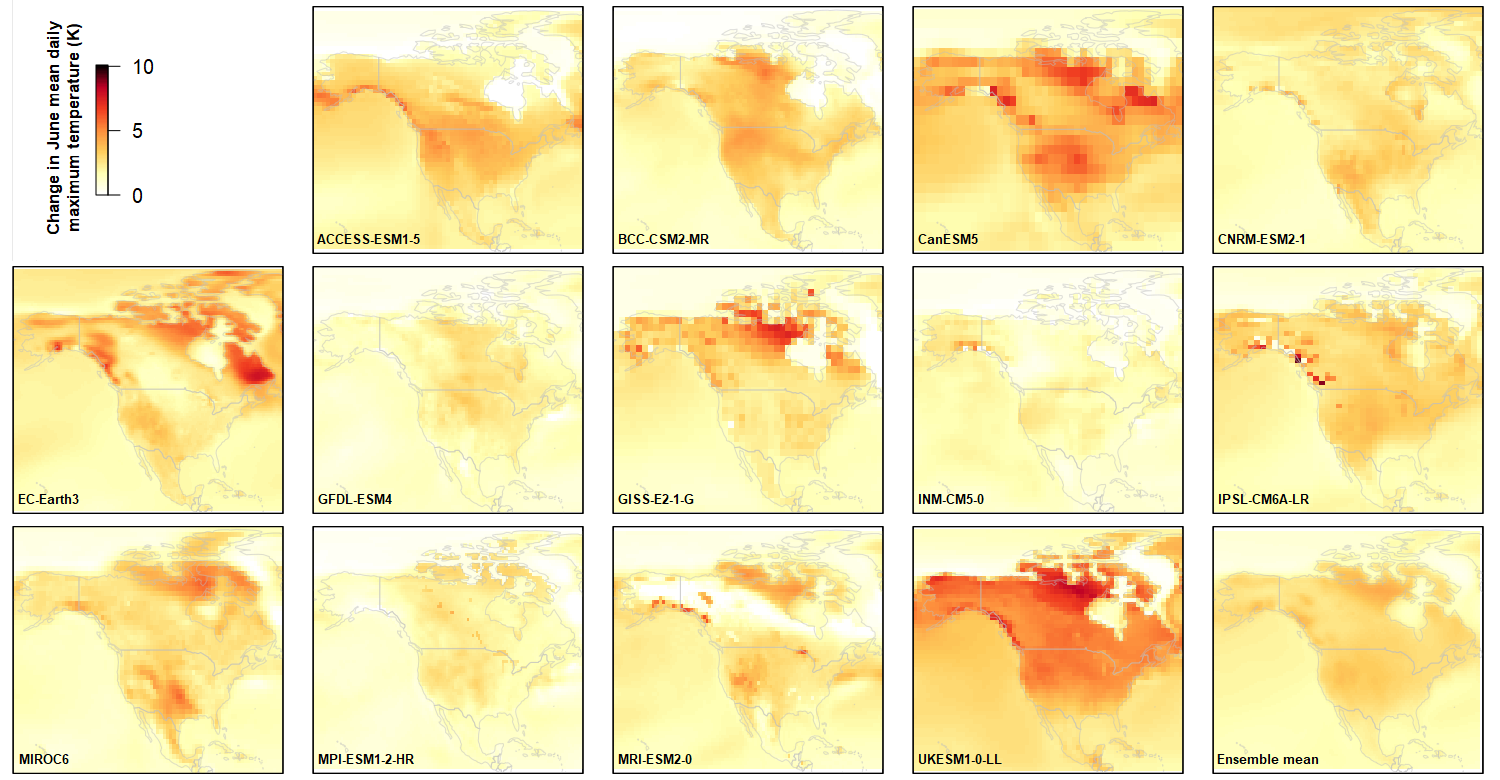 Change in June mean daily
maximum temperature (K)
10
5
0
ACCESS-ESM1-5
BCC-CSM2-MR
CanESM5
CNRM-ESM2-1
EC-Earth3
GFDL-ESM4
GISS-E2-1-G
INM-CM5-0
IPSL-CM6A-LR
MIROC6
MPI-ESM1-2-HR
MRI-ESM2-0
UKESM1-0-LL
Ensemble mean